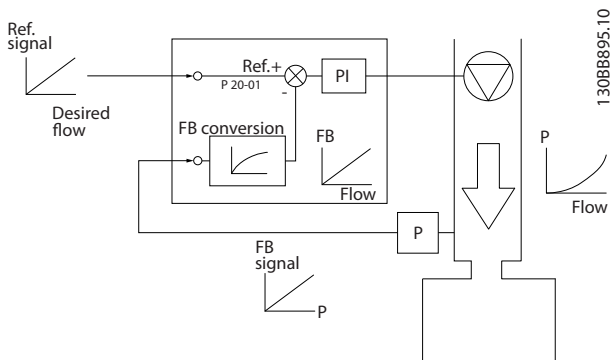 Ref.
signal
Desired
flow
Ref.+
P 20-01
-
PI
FB conversion
FB
Flow
P
FB
signal
P
P
Flow
130BB895.10